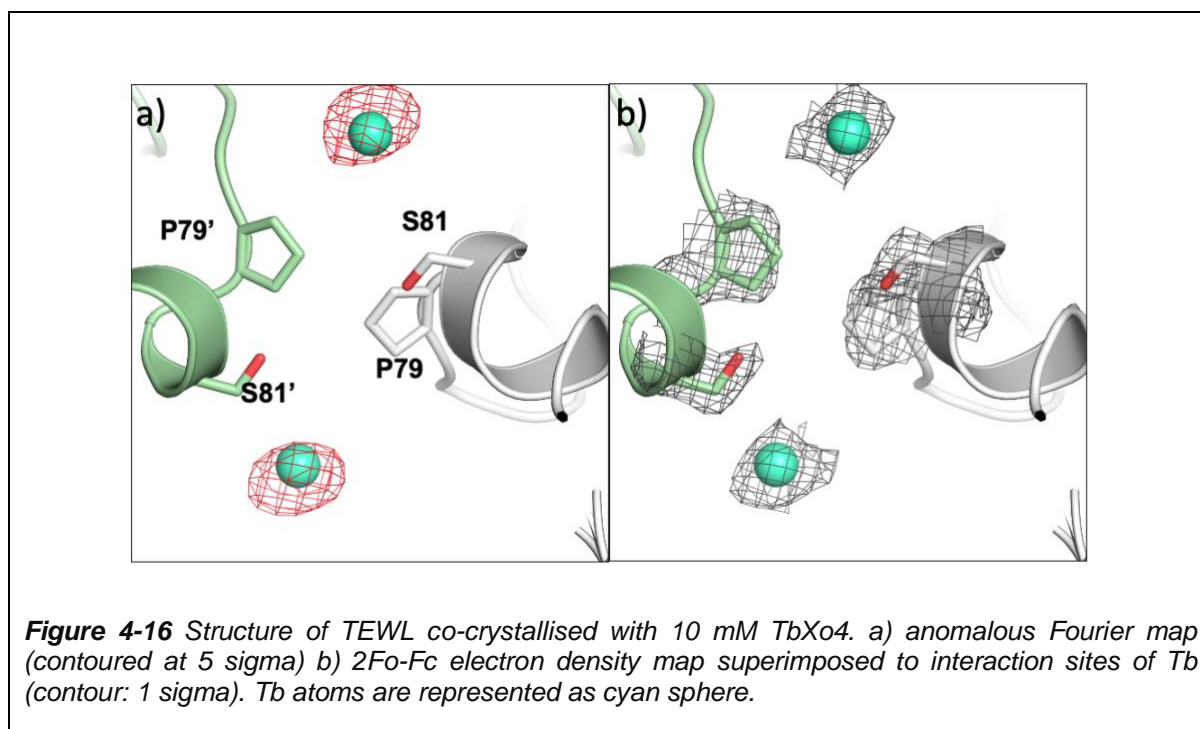 a)
b)
P79’
S81
P79
S81’
Figure 4-16 Structure of TEWL co-crystallised with 10 mM TbXo4. a) anomalous Fourier map
(contoured at 5 sigma) b) 2Fo-Fc electron density map superimposed to interaction sites of Tb
(contour: 1 sigma). Tb atoms are represented as cyan sphere.